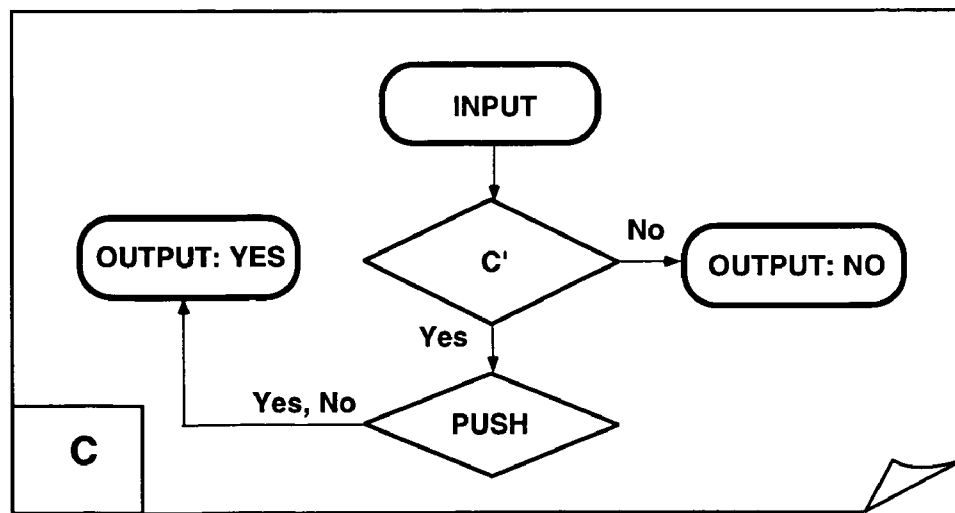 INPUT
C'
No
OUTPUT: NO
OUTPUT: YES
Yes
PUSH
Yes, No
C